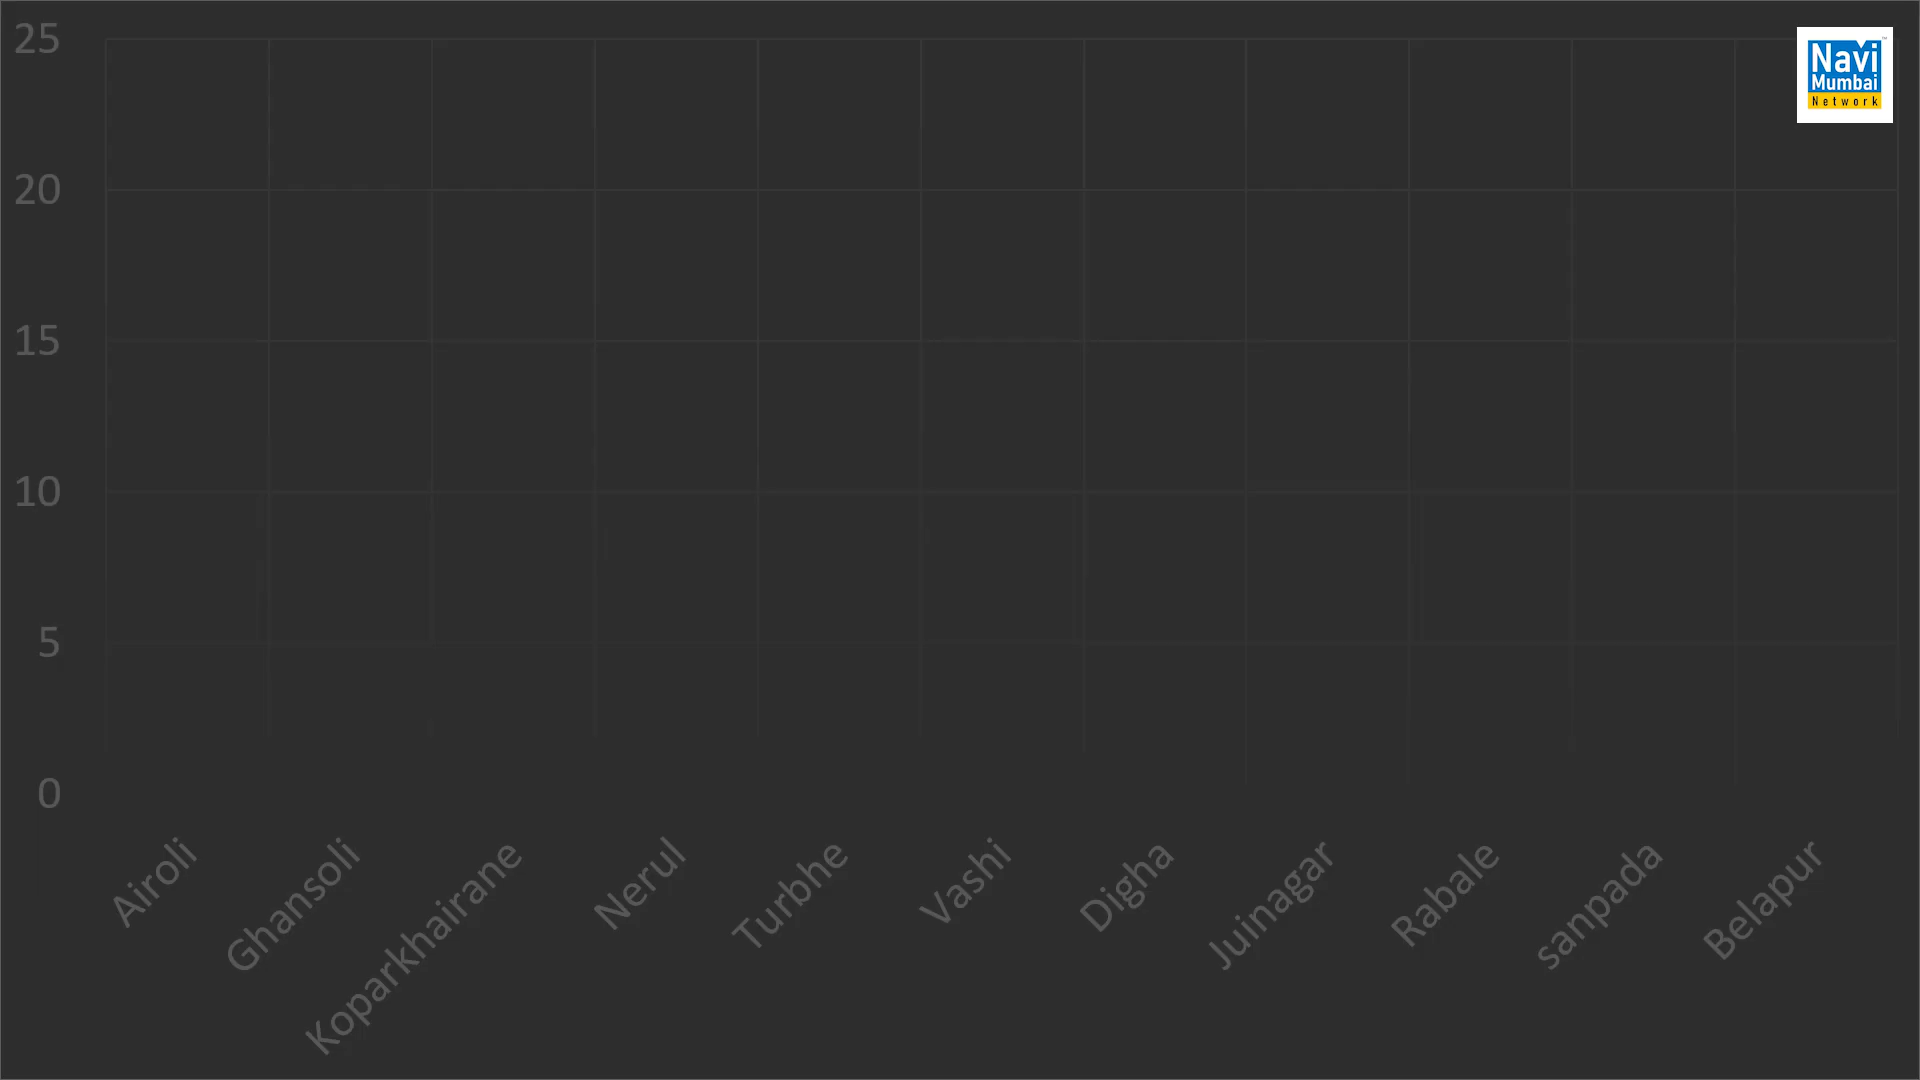 25
20
15
10
5
0
Airoli
Ghansoli
Koparkhairane
Nerul
Turbhe
Vashi
Digha
Juinagar
Rabale
sanpada
Belapur
Navi
Mumbai
Network